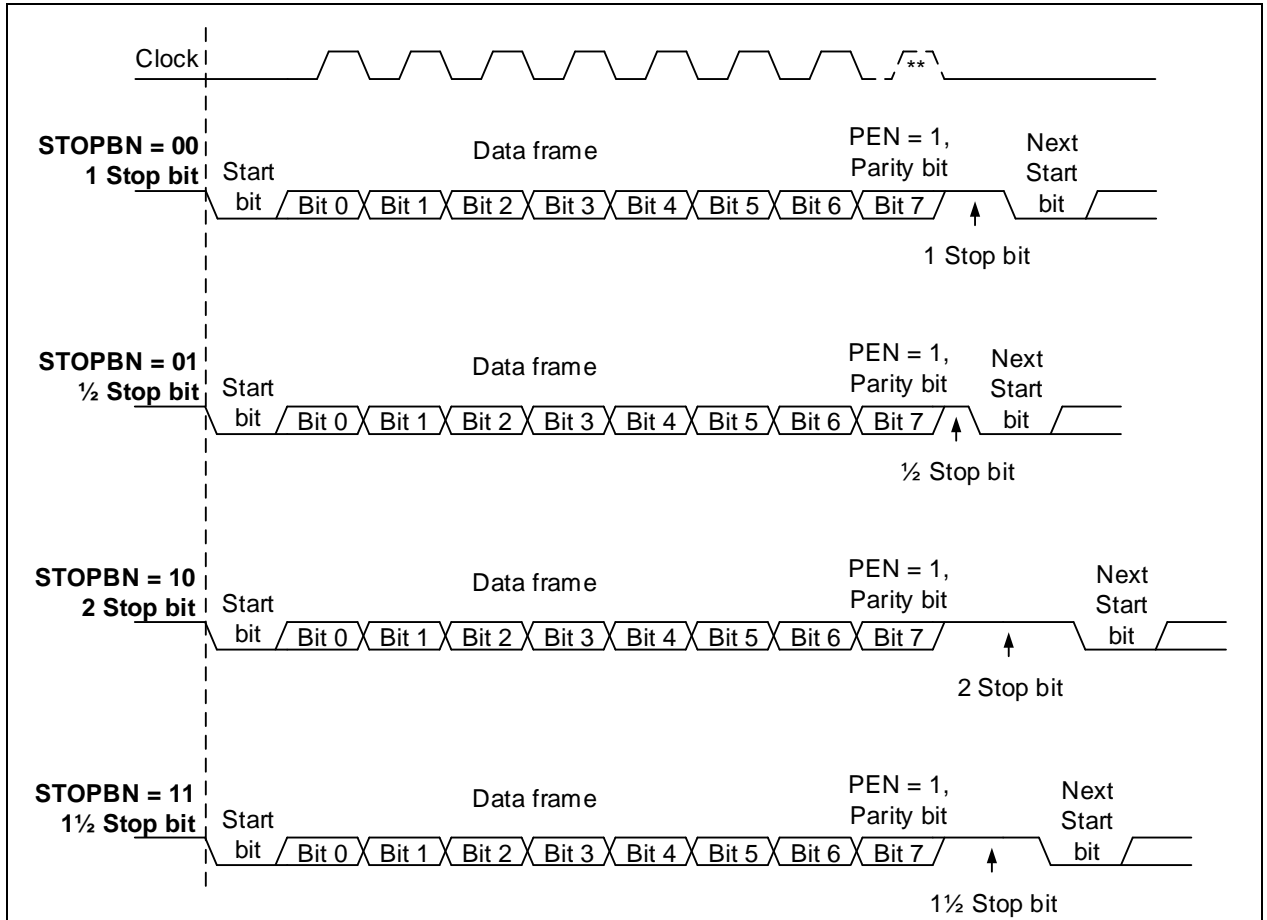 Clock
**
STOPBN = 00
1 Stop bit
Start
bit
Data frame
PEN = 1,
Parity bit
Next
Start
bit
Bit 0 Bit 1 Bit 2 Bit 3 Bit 4 Bit 5 Bit 6 Bit 7
1 Stop bit
STOPBN = 01
½ Stop bit
Start
bit
Data frame
PEN = 1,
Parity bit
Next
Start
bit
Bit 0 Bit 1 Bit 2 Bit 3 Bit 4 Bit 5 Bit 6 Bit 7
½ Stop bit
STOPBN = 10
2 Stop bit
Start
bit
Data frame
PEN = 1,
Parity bit
Next
Start
bit
Bit 0 Bit 1 Bit 2 Bit 3 Bit 4 Bit 5 Bit 6 Bit 7
2 Stop bit
STOPBN = 11
1½ Stop bit
Start
bit
Data frame
PEN = 1,
Parity bit
Next
Start
bit
Bit 0 Bit 1 Bit 2 Bit 3 Bit 4 Bit 5 Bit 6 Bit 7
1½ Stop bit